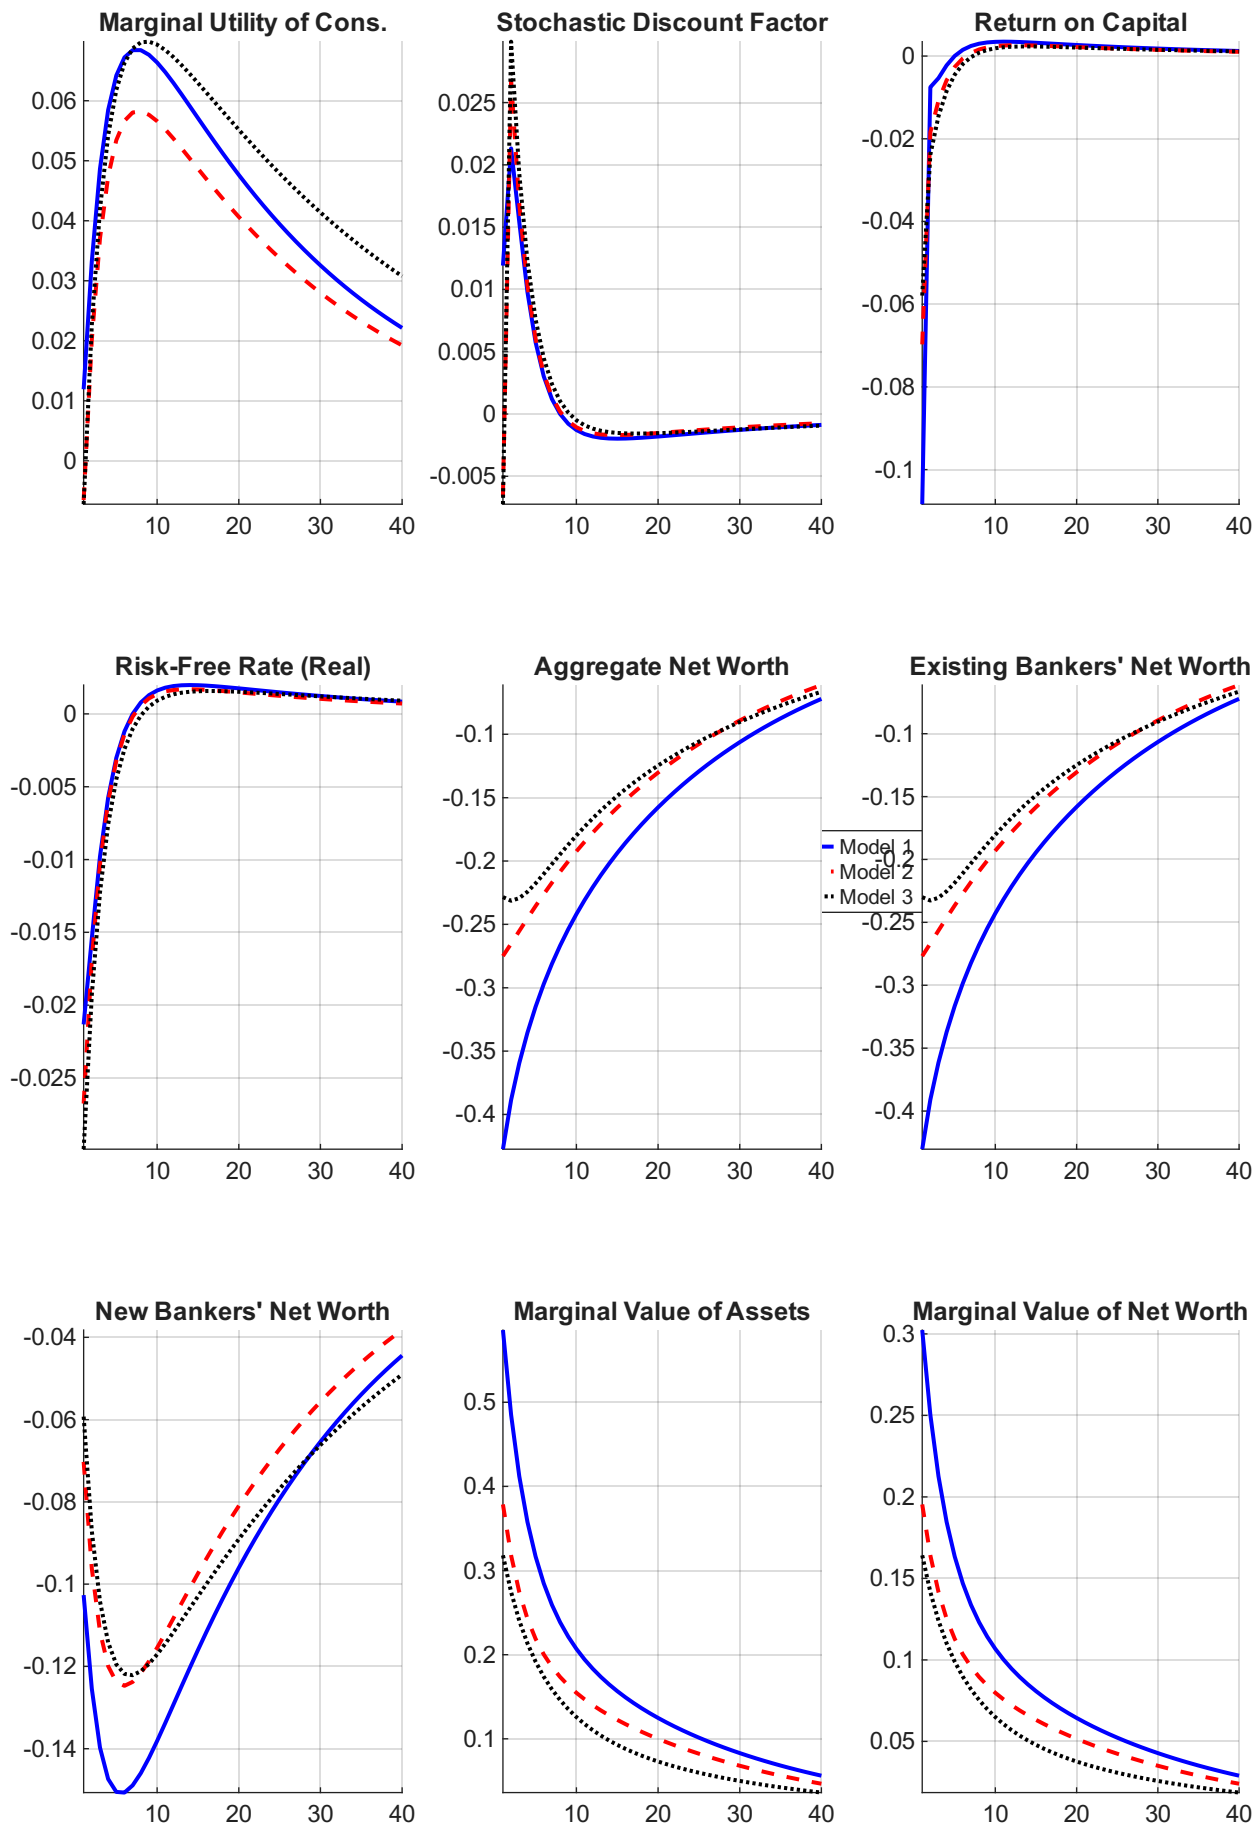 Marginal Utility of Cons.
0.06
0.05
0.04
0.03
0.02
0.01
0
10 20 30 40
Stochastic Discount Factor
0.025
0.02
0.015
0.01
0.005
0
-0.005
10 20 30 40
Return on Capital
0
-0.02
-0.04
-0.06
-0.08
-0.1
10 20 30 40
Risk-Free Rate (Real)
0
-0.005
-0.01
-0.015
-0.02
-0.025
10 20 30 40
Aggregate Net Worth
-0.1
-0.15
-0.2
-0.25
-0.3
-0.35
-0.4
10 20 30 40
Model 1
Model 2
Model 3
Existing Bankers' Net Worth
-0.1
-0.15
-0.2
-0.25
-0.3
-0.35
-0.4
10 20 30 40
New Bankers' Net Worth
-0.04
-0.06
-0.08
-0.1
-0.12
-0.14
10 20 30 40
Marginal Value of Assets
0.5
0.4
0.3
0.2
0.1
10 20 30 40
Marginal Value of Net Worth
0.3
0.25
0.2
0.15
0.1
0.05
10 20 30 40